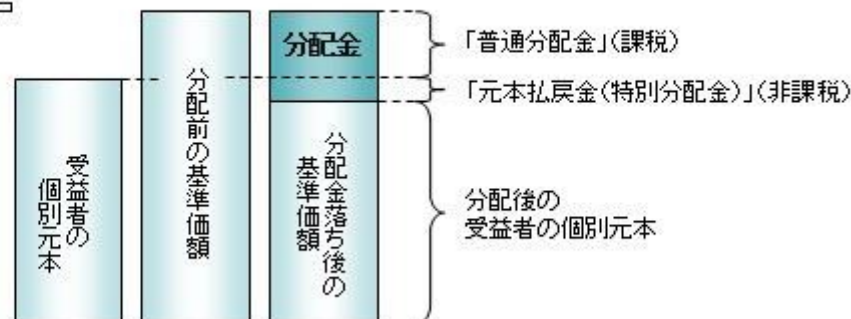 受益者の
個別元本
分配前の基準価額
分配金
分配金落ち後の
基準価額
「普通分配金」(課税)
「元本払戻金(特別分配金)」(非課税)
分配後の
受益者の個別元本